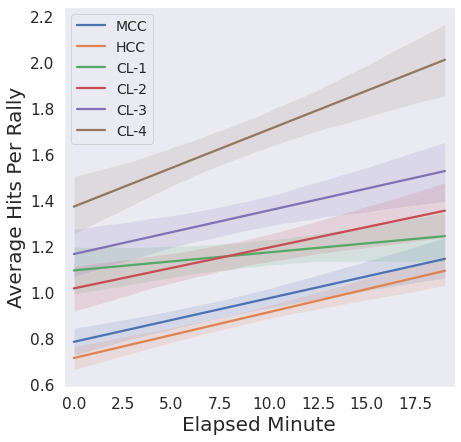 2.2
2.0
1.8
1.6
1.4
1.2
1.0
0.8
0.6
Average Hits Per Rally
MCC
HCC
CL-1
CL-2
CL-3
CL-4
0.0 2.5 5.0 7.5 10.0 12.5 15.0 17.5
Elapsed Minute